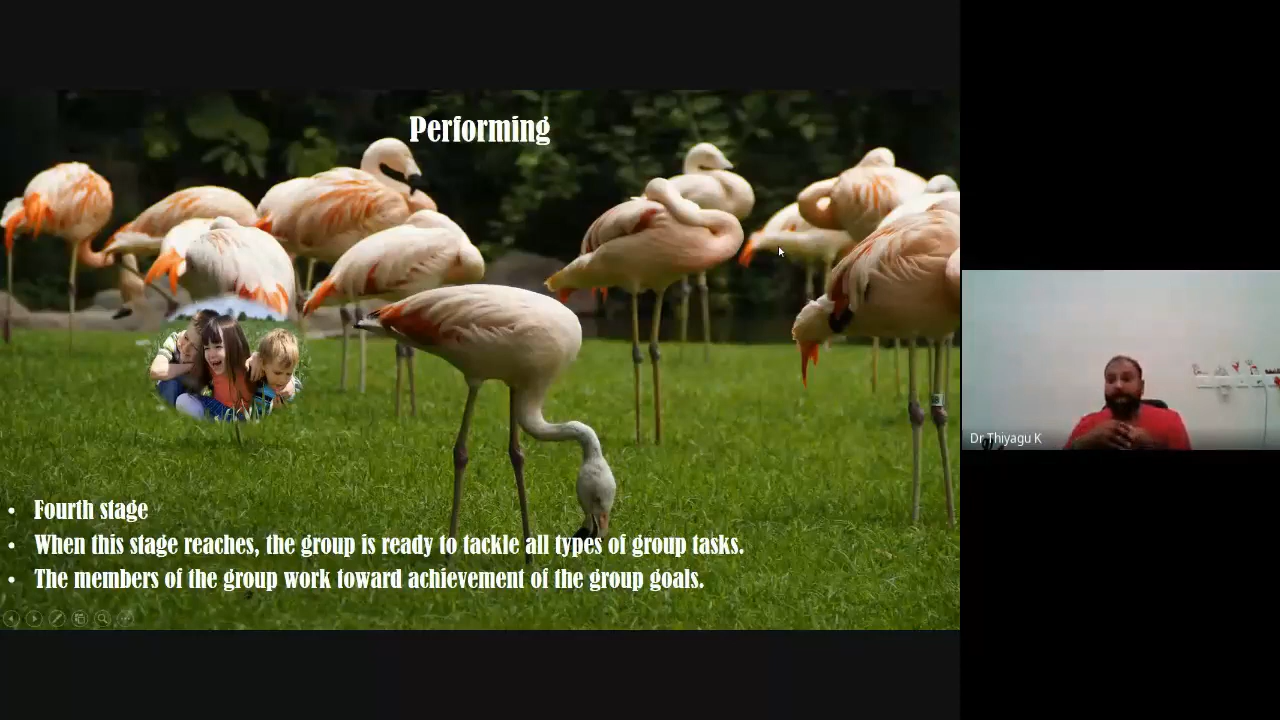 Performing
• Fourth stage
• When this stage reaches, the group is ready to tackle all types of group tasks.
• The members of the group work toward achievement of the group goals.
Dr Thiyagu K